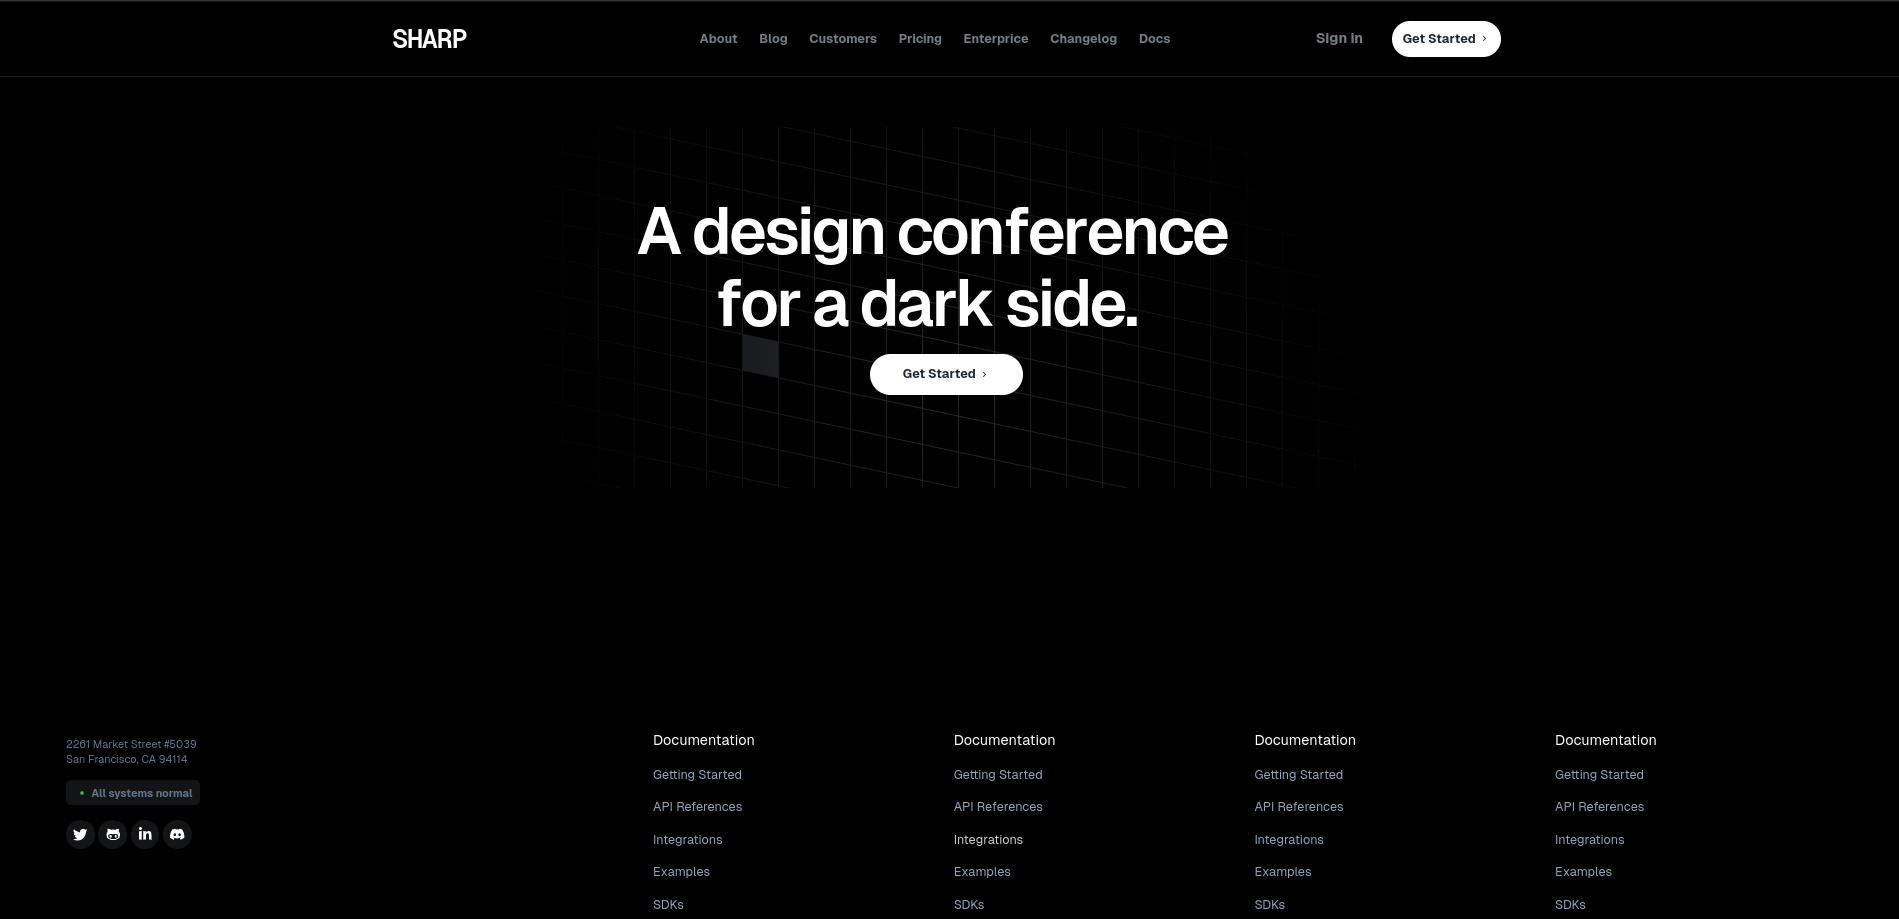 SHARP
About Blog Customers Pricing Enterprice Changelog Docs
Sign in
Get Started
A design conference
for a dark side.
Get Started
2261 Market Street #5039
San Francisco, CA 94114
All systems normal
Documentation
Getting Started
API References
Integrations
Examples
SDKs
Documentation
Getting Started
API References
Integrations
Examples
SDKs
Documentation
Getting Started
API References
Integrations
Examples
SDKs
Documentation
Getting Started
API References
Integrations
Examples
SDKs